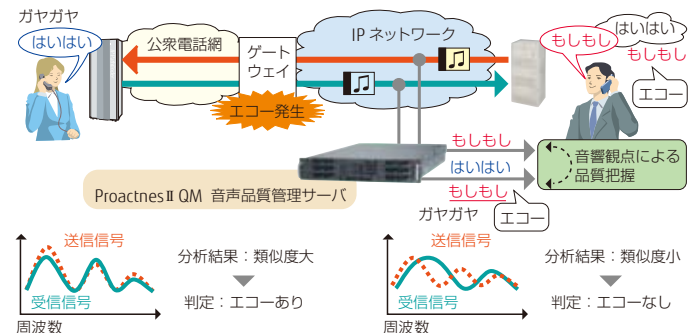 ガヤガヤ
はいはい
公衆電話網
ゲート
ウェイ
IP ネットワーク
もしもし
はいはい
もしもし
エコー
エコー発生
もしもし
はいはい
もしもし
ガヤガヤ
エコー
音響観点による
品質把握
ProactnesⅡ QM 音声品質管理サーバ
送信信号
受信信号
周波数
分析結果：類似度大
判定：エコーあり
送信信号
受信信号
周波数
分析結果：類似度小
判定：エコーなし